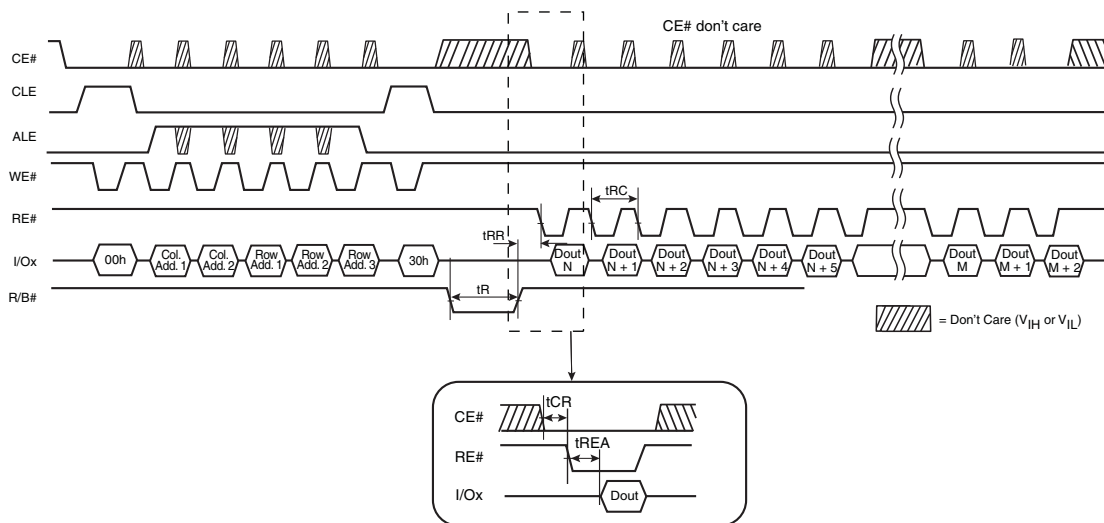 CE# don't care
CE#
CLE
ALE
WE#
tRC
RE#
tRR
I/Ox
00h
Col. Add. 1
Col. Add. 2
Row Add. 1
Row Add. 2
Row Add. 3
30h
Dout N
Dout N + 1
Dout N + 2
Dout N + 3
Dout N + 4
Dout N + 5
Dout M
Dout M + 1
Dout M + 2
tR
R/B#
= Don't Care (VIH or VIL)
tCR
CE#
tREA
RE#
I/Ox
Dout